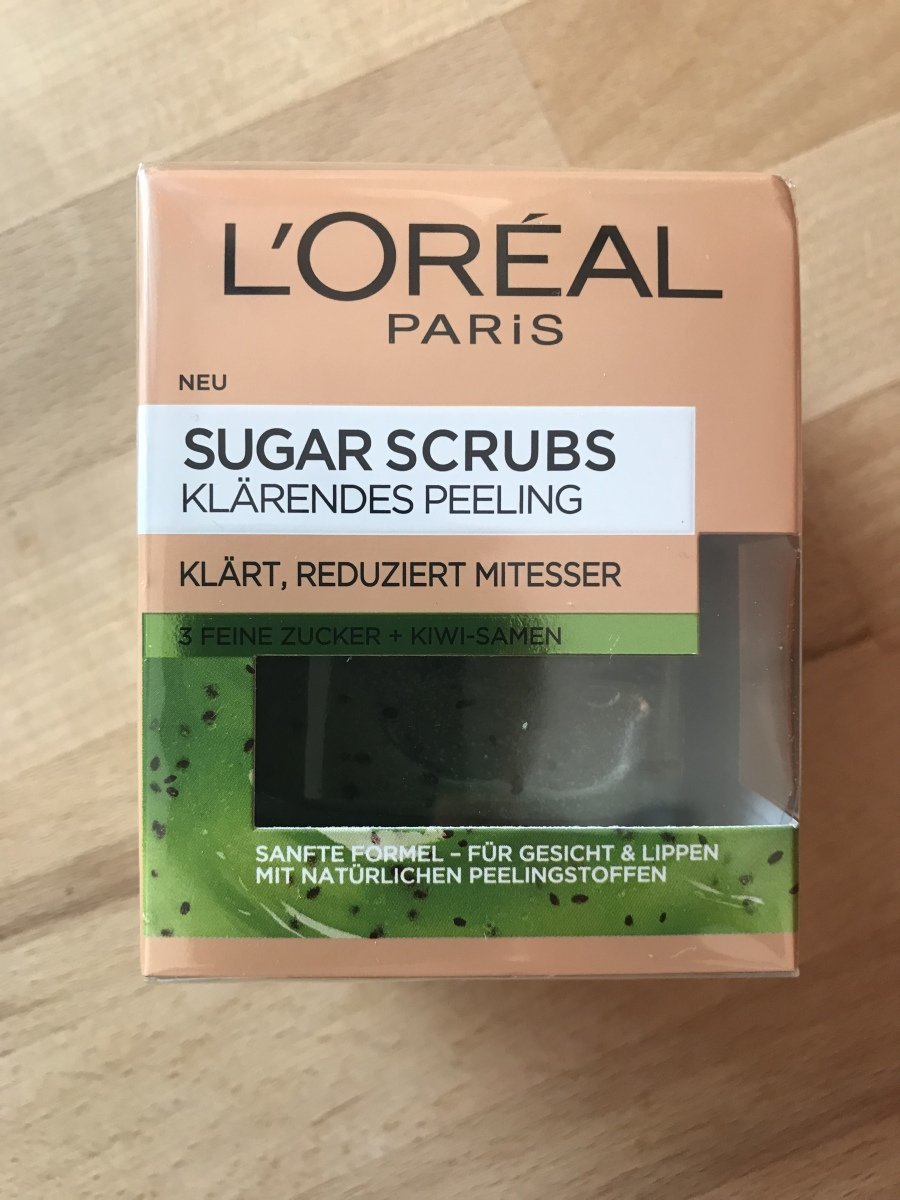 L'ORÉAL
PARiS
NEU
SUGAR SCRUBS
KLÄRENDES PEELING
KLÄRT, REDUZIERT MITESSER
3 FEINE ZUCKER + KIWI-SAMEN
SANFTE FORMEL – FÜR GESICHT & LIPPEN
MIT NATÜRLICHEN PEELINGSTOFFEN